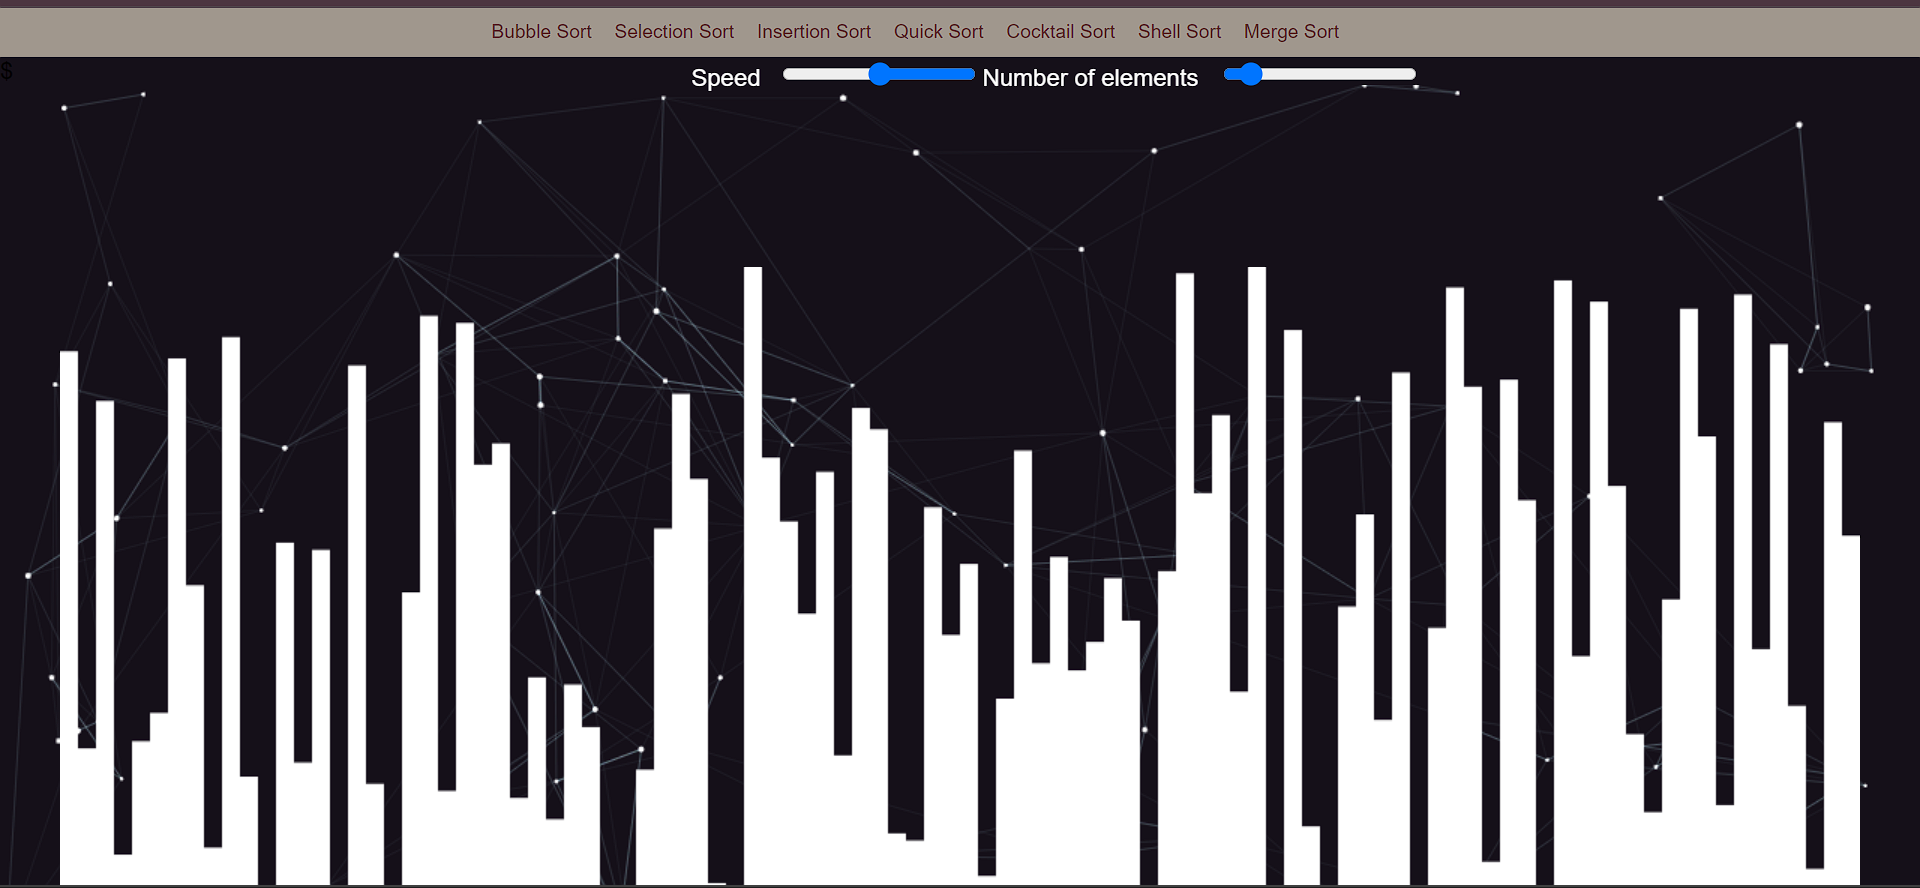 Bubble Sort Selection Sort Insertion Sort Quick Sort Cocktail Sort Shell Sort Merge Sort
$
Speed Number of elements